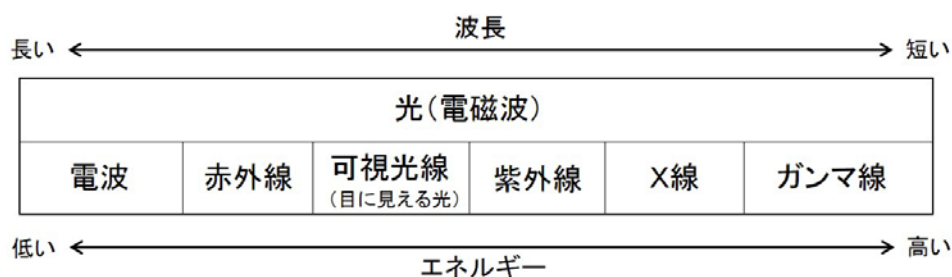 波長
長い 短い
光(電磁波)
電波 赤外線 可視光線 紫外線 X線 ガンマ線
(目に見える光)
低い 高い
エネルギー